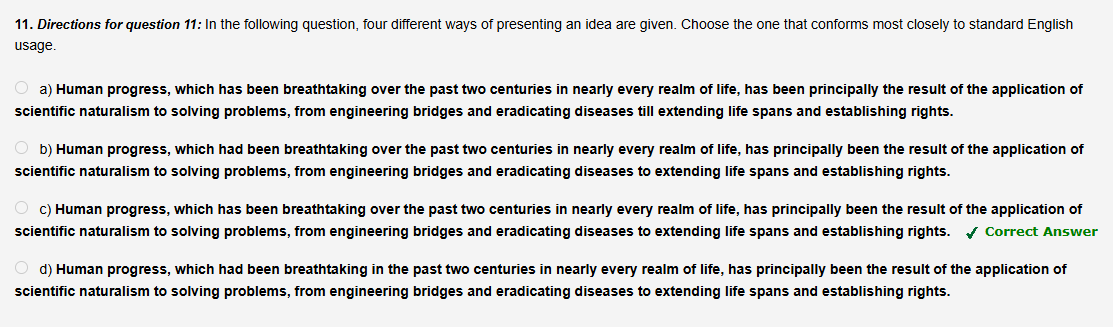 11. Directions for question 11: In the following question, four different ways of presenting an idea are given. Choose the one that conforms most closely to standard English
usage.
a) Human progress, which has been breathtaking over the past two centuries in nearly every realm of life, has been principally the result of the application of
scientific naturalism to solving problems, from engineering bridges and eradicating diseases till extending life spans and establishing rights.
b) Human progress, which had been breathtaking over the past two centuries in nearly every realm of life, has principally been the result of the application of
scientific naturalism to solving problems, from engineering bridges and eradicating diseases to extending life spans and establishing rights.
c) Human progress, which has been breathtaking over the past two centuries in nearly every realm of life, has principally been the result of the application of
scientific naturalism to solving problems, from engineering bridges and eradicating diseases to extending life spans and establishing rights. ✓ Correct Answer
d) Human progress, which had been breathtaking in the past two centuries in nearly every realm of life, has principally been the result of the application of
scientific naturalism to solving problems, from engineering bridges and eradicating diseases to extending life spans and establishing rights.